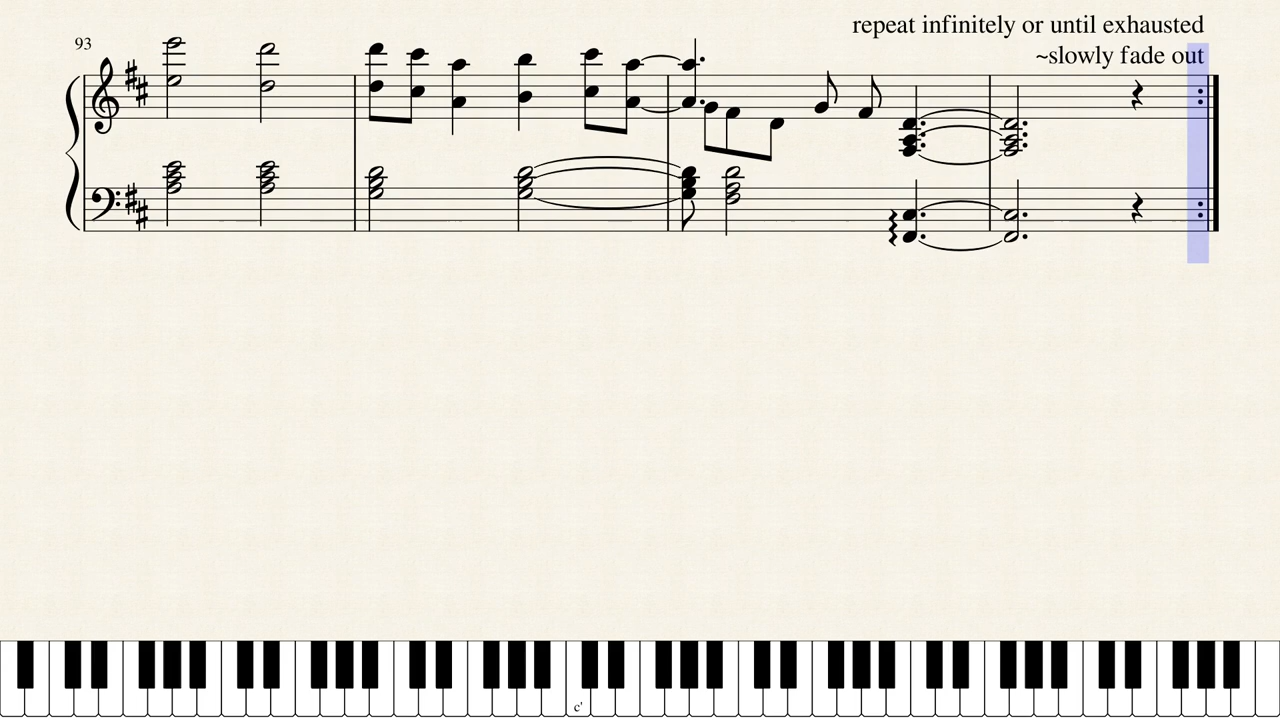 repeat infinitely or until exhausted
93
~slowly fade out
c'